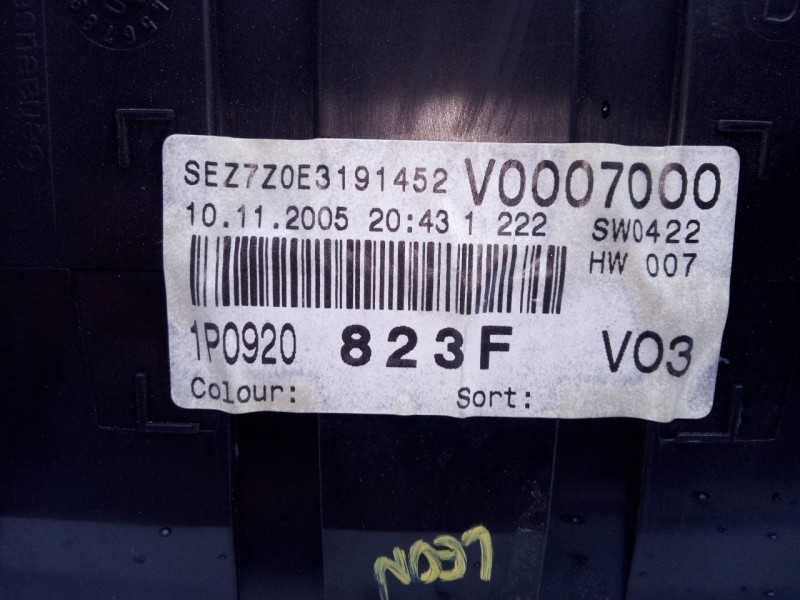 SEZ7Z0E3191452 V0007000
10.11.2005 20:43 1 222 SW0422
HW 007
1P0920 823F V03
Colour: Sort:
LEON